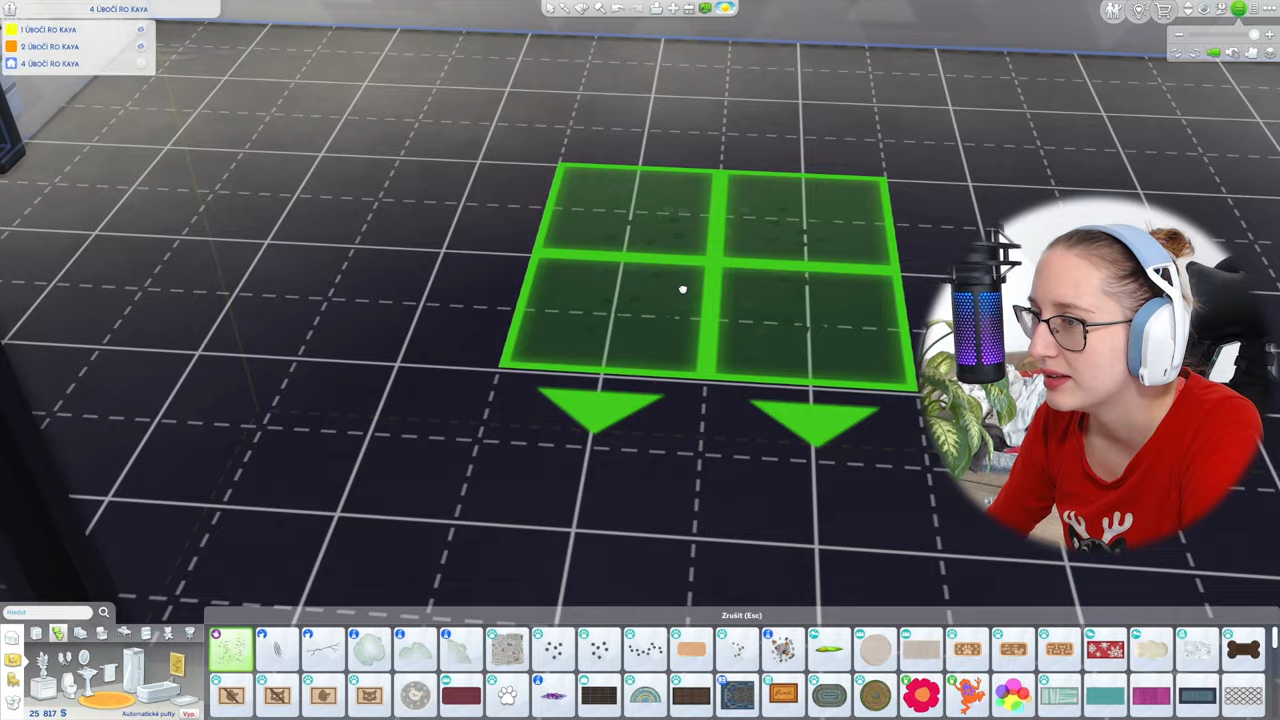 4 ÚBOČÍ RO KAYA
1 ÚBOČÍ RO KAYA
2 ÚBOČÍ RO KAYA
4 ÚBOČÍ RO KAYA
Zrušit (Esc)
Hledat
25 817 $
Automatické pulty
Vyp.